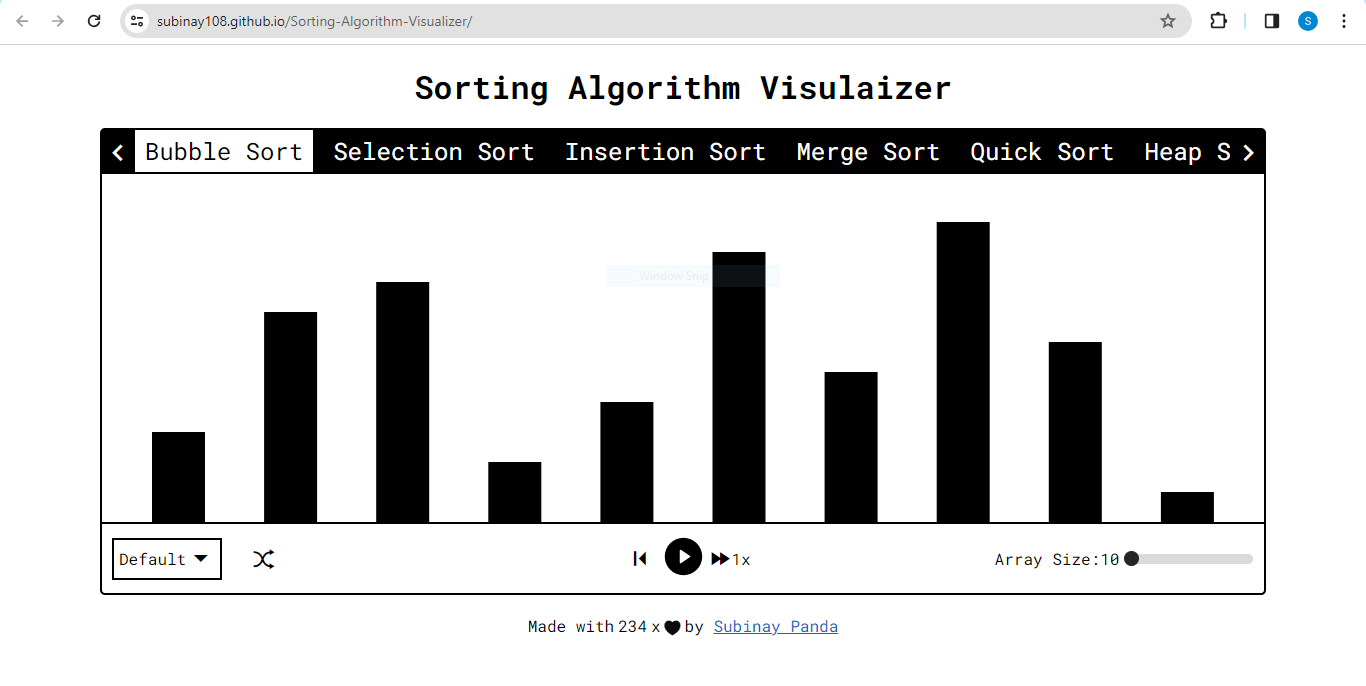 subinay108.github.io/Sorting-Algorithm-Visualizer/
S
Sorting Algorithm Visulaizer
Bubble Sort Selection Sort Insertion Sort Merge Sort Quick Sort Heap S
Window Snip
Default 1x Array Size:10
Made with 234 x by Subinay Panda